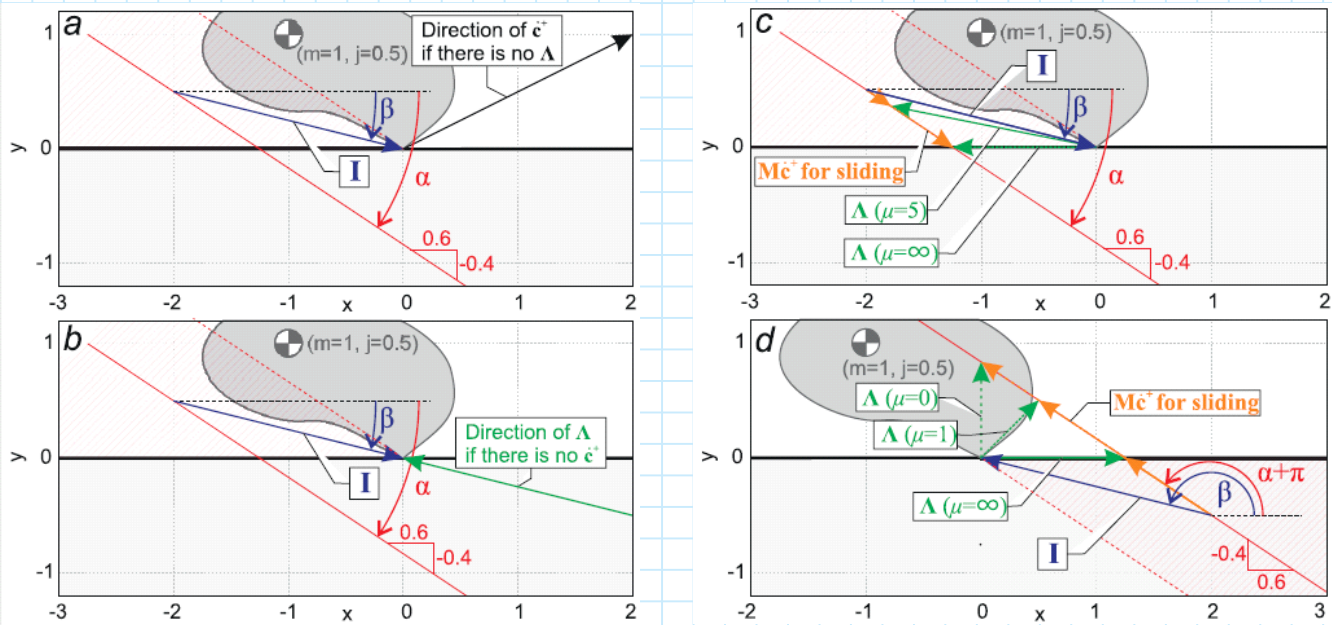 a
1
0
-1
y
(m=1, j=0.5)
Direction of ċ⁺
if there is no Λ
β
I
α
0.6
-0.4
-3
-2
-1
x
0
1
2
b
1
0
-1
y
(m=1, j=0.5)
β
Direction of Λ
if there is no ċ⁺
I
α
0.6
-0.4
-3
-2
-1
x
0
1
2
c
1
0
-1
y
(m=1, j=0.5)
I
β
Mċ⁺ for sliding
α
Λ (μ=5)
Λ (μ=∞)
0.6
-0.4
-3
-2
-1
x
0
1
2
d
1
0
-1
y
(m=1, j=0.5)
Λ (μ=0)
Mċ⁺ for sliding
Λ (μ=1)
α+π
β
Λ (μ=∞)
I
-0.4
0.6
-2
-1
0
x
1
2
3